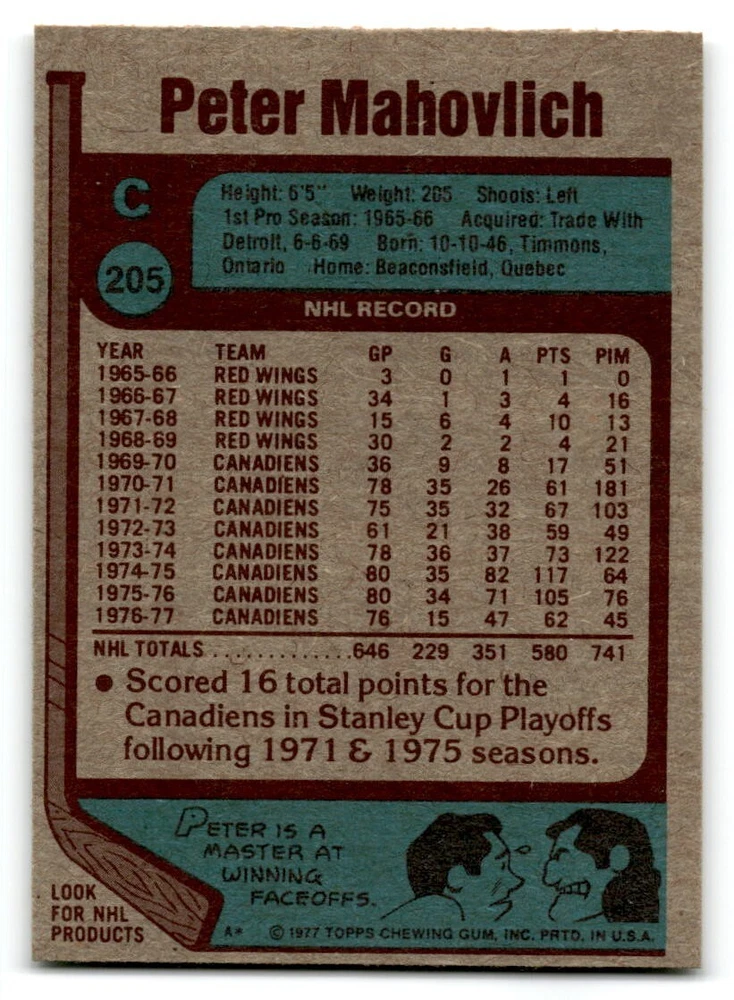 Peter Mahovlich
C
205
Height: 6'5" Weight: 205 Shoots: Left
1st Pro Season: 1965-66 Acquired: Trade With
Detroit, 6-6-69 Born: 10-10-46, Timmons,
Ontario Home: Beaconsfield, Quebec
NHL RECORD
YEAR TEAM GP G A PTS PIM
1965-66 RED WINGS 3 0 1 1 0
1966-67 RED WINGS 34 1 3 4 16
1967-68 RED WINGS 15 6 4 10 13
1968-69 RED WINGS 30 2 2 4 21
1969-70 CANADIENS 36 9 8 17 51
1970-71 CANADIENS 78 35 26 61 181
1971-72 CANADIENS 75 35 32 67 103
1972-73 CANADIENS 61 21 38 59 49
1973-74 CANADIENS 78 36 37 73 122
1974-75 CANADIENS 80 35 82 117 64
1975-76 CANADIENS 80 34 71 105 76
1976-77 CANADIENS 76 15 47 62 45
NHL TOTALS .............646 229 351 580 741
• Scored 16 total points for the
Canadiens in Stanley Cup Playoffs
following 1971 & 1975 seasons.
PETER IS A
MASTER AT
WINNING
FACEOFFS.
LOOK
FOR NHL
PRODUCTS
A* © 1977 TOPPS CHEWING GUM, INC. PRTD. IN U.S.A.